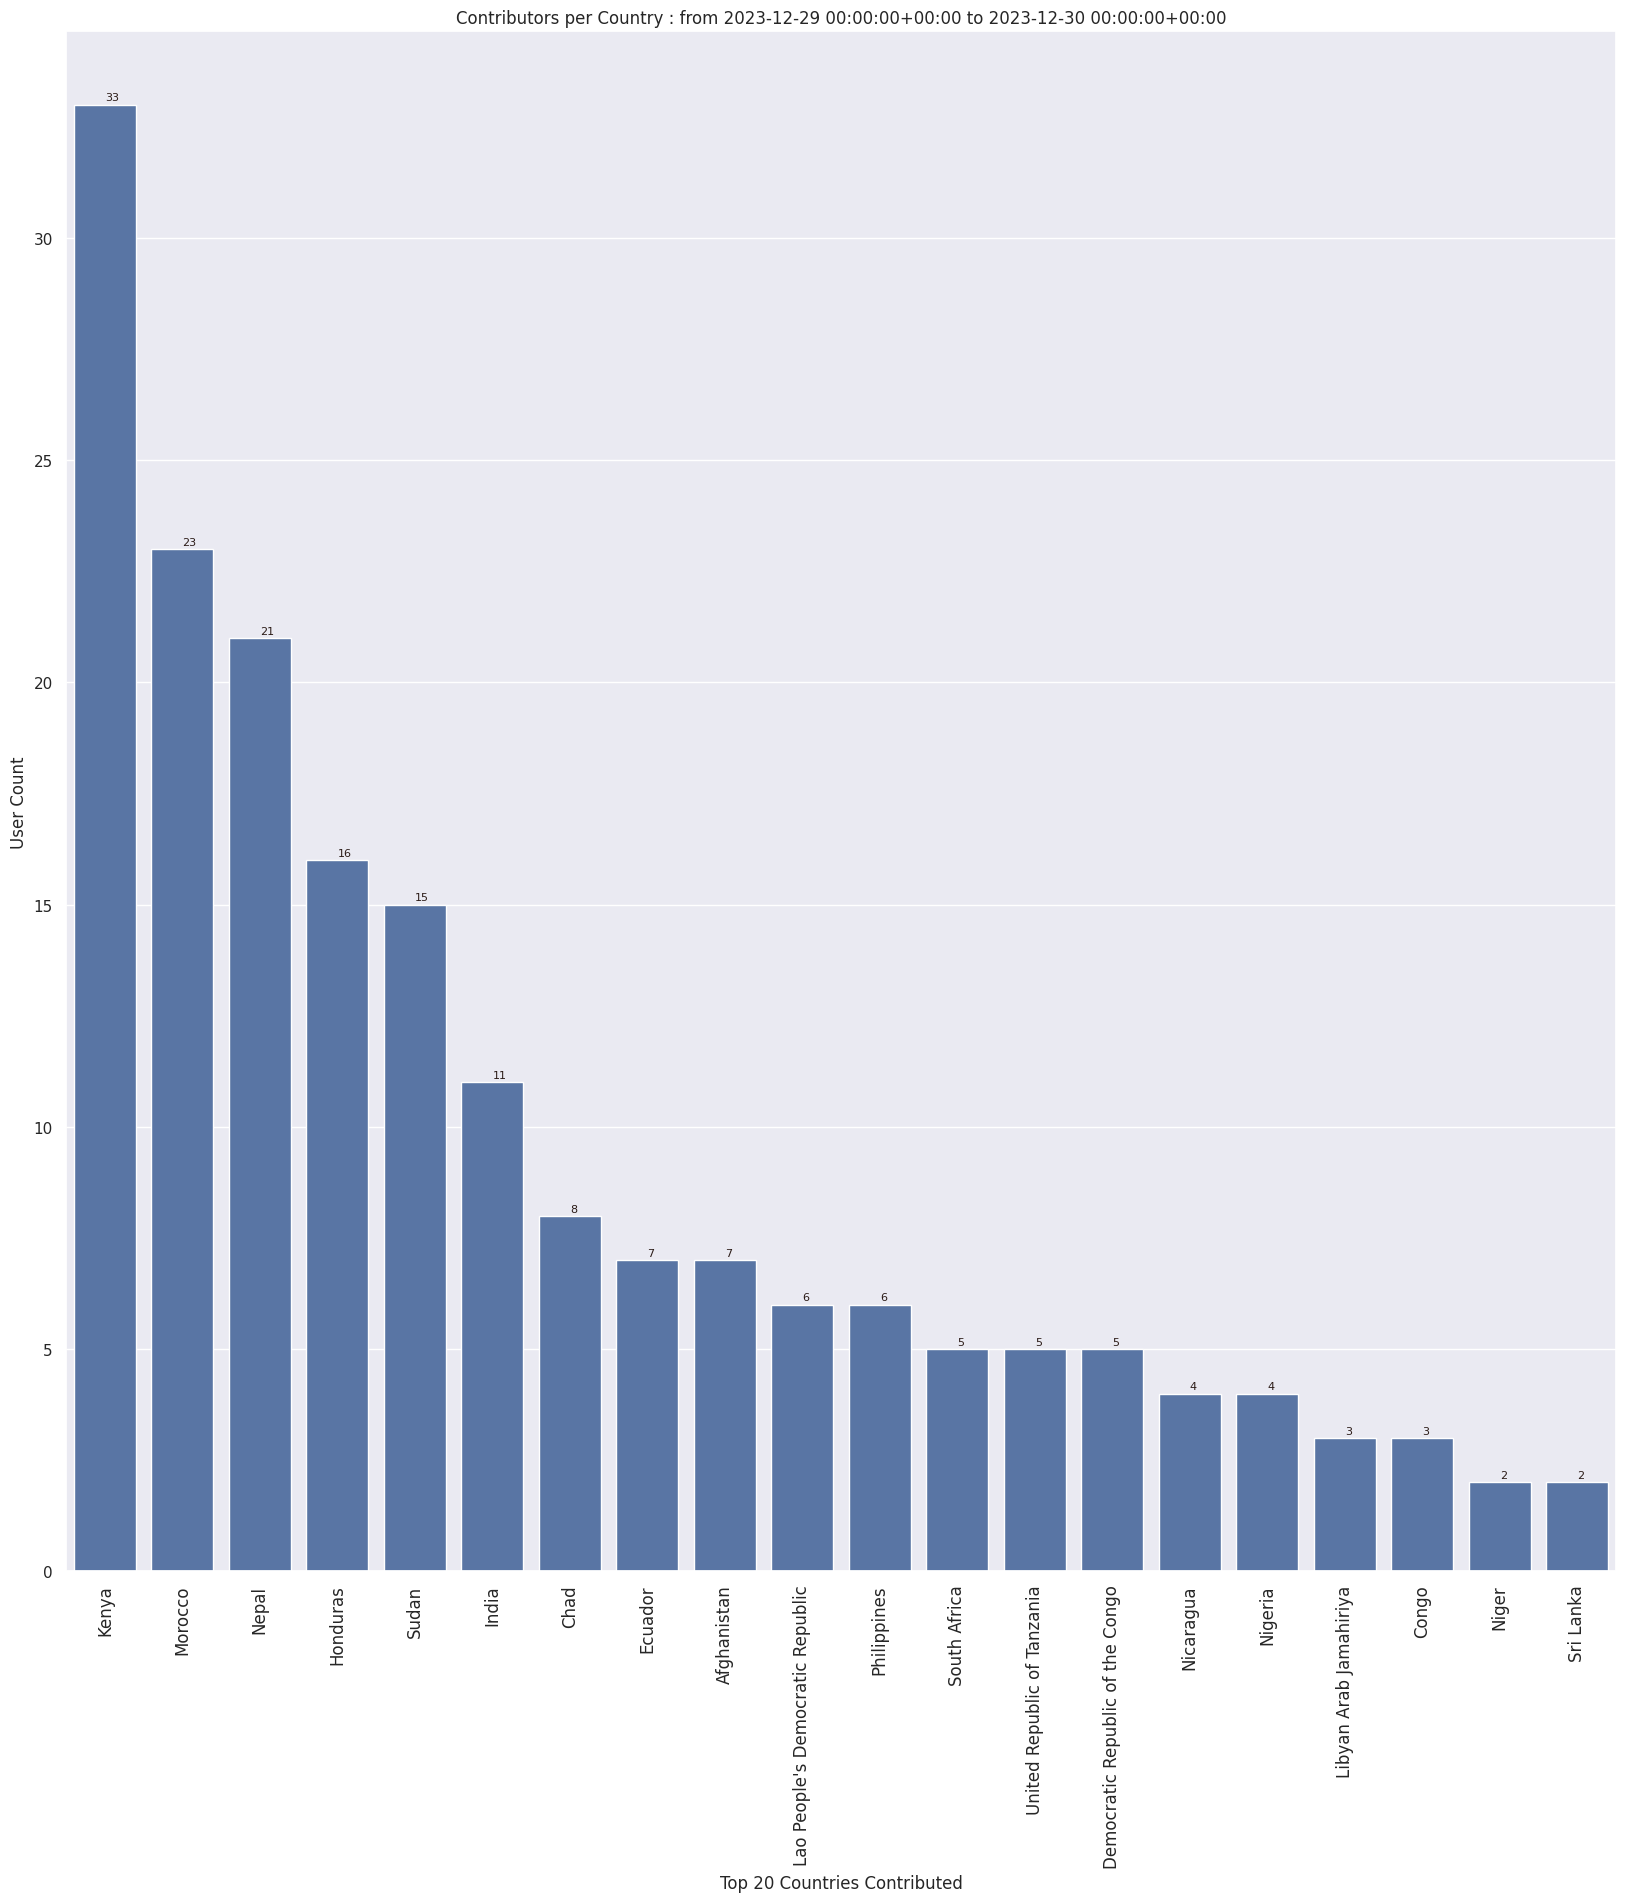 Contributors per Country : from 2023-12-29 00:00:00+00:00 to 2023-12-30 00:00:00+00:00
33
30
25
23
21
20
16
15
15
11
10
8
7
7
6
6
5
5
5
5
4
4
3
3
2
2
0
User Count
Kenya
Morocco
Nepal
Honduras
Sudan
India
Chad
Ecuador
Afghanistan
Lao People's Democratic Republic
Philippines
South Africa
United Republic of Tanzania
Democratic Republic of the Congo
Nicaragua
Nigeria
Libyan Arab Jamahiriya
Congo
Niger
Sri Lanka
Top 20 Countries Contributed